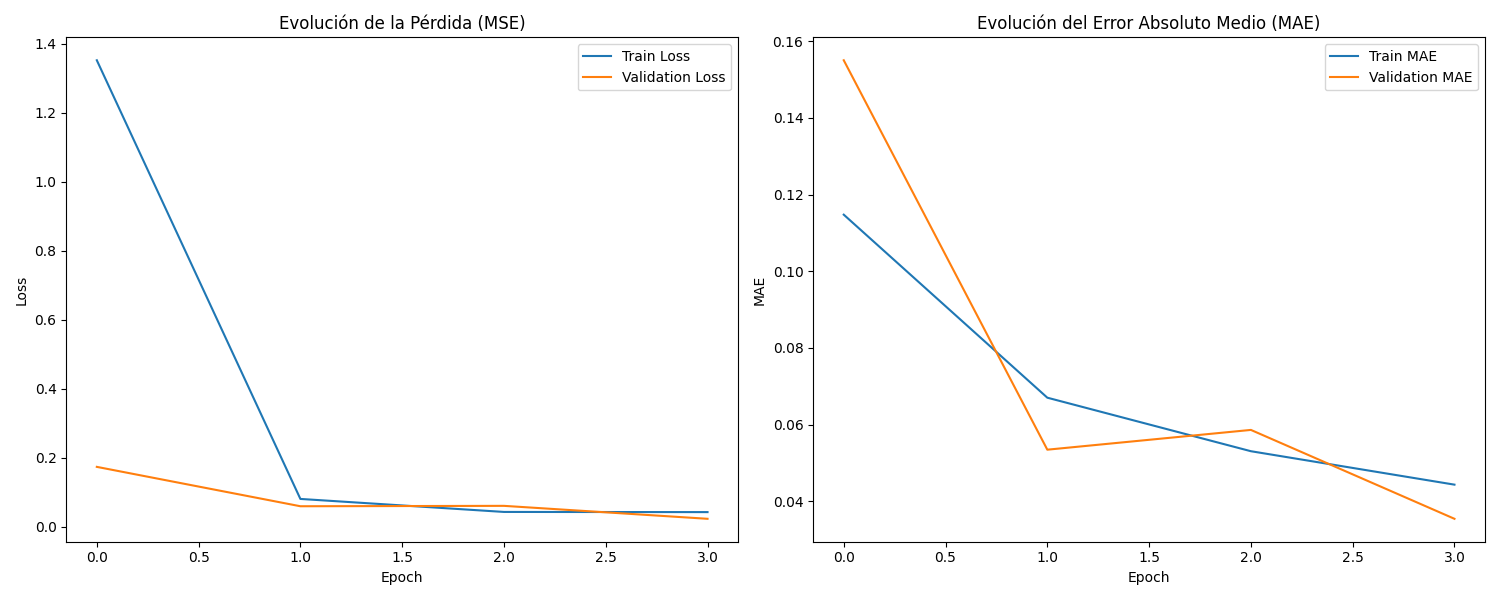 Evolución de la Pérdida (MSE)
1.4
1.2
1.0
0.8
0.6
0.4
0.2
0.0
Loss
0.0 0.5 1.0 1.5 2.0 2.5 3.0
Epoch
Train Loss
Validation Loss
Evolución del Error Absoluto Medio (MAE)
0.16
0.14
0.12
0.10
0.08
0.06
0.04
MAE
0.0 0.5 1.0 1.5 2.0 2.5 3.0
Epoch
Train MAE
Validation MAE